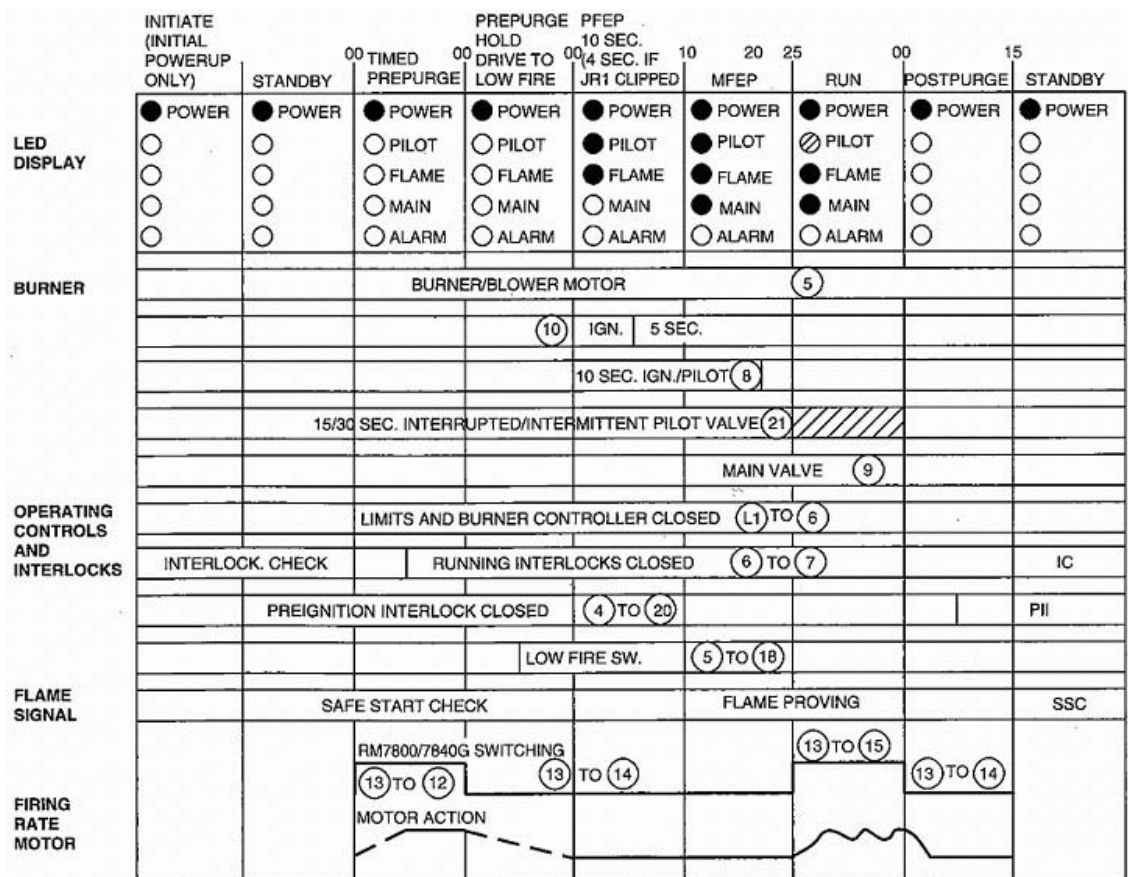 INITIATE
(INITIAL
POWERUP
ONLY)
STANDBY
00 TIMED
PREPURGE
00
PREPURGE
HOLD
DRIVE TO
LOW FIRE
00
PFEP
10 SEC.
(4 SEC. IF
JR1 CLIPPED
10
MFEP
20
25
RUN
00
POSTPURGE
15
STANDBY
LED
DISPLAY
POWER POWER POWER POWER POWER POWER POWER POWER POWER
PILOT PILOT PILOT PILOT PILOT
FLAME FLAME FLAME FLAME FLAME
MAIN MAIN MAIN MAIN MAIN
ALARM ALARM ALARM ALARM ALARM
BURNER
BURNER/BLOWER MOTOR 5
10 IGN. 5 SEC.
10 SEC. IGN./PILOT 8
15/30 SEC. INTERRUPTED/INTERMITTENT PILOT VALVE 21
MAIN VALVE 9
OPERATING
CONTROLS
AND
INTERLOCKS
LIMITS AND BURNER CONTROLLER CLOSED L1 TO 6
INTERLOCK. CHECK RUNNING INTERLOCKS CLOSED 6 TO 7 IC
PREIGNITION INTERLOCK CLOSED 4 TO 20 PII
LOW FIRE SW. 5 TO 18
FLAME
SIGNAL
SAFE START CHECK FLAME PROVING SSC
FIRING
RATE
MOTOR
RM7800/7840G SWITCHING
13 TO 12 13 TO 14 13 TO 15 13 TO 14
MOTOR ACTION